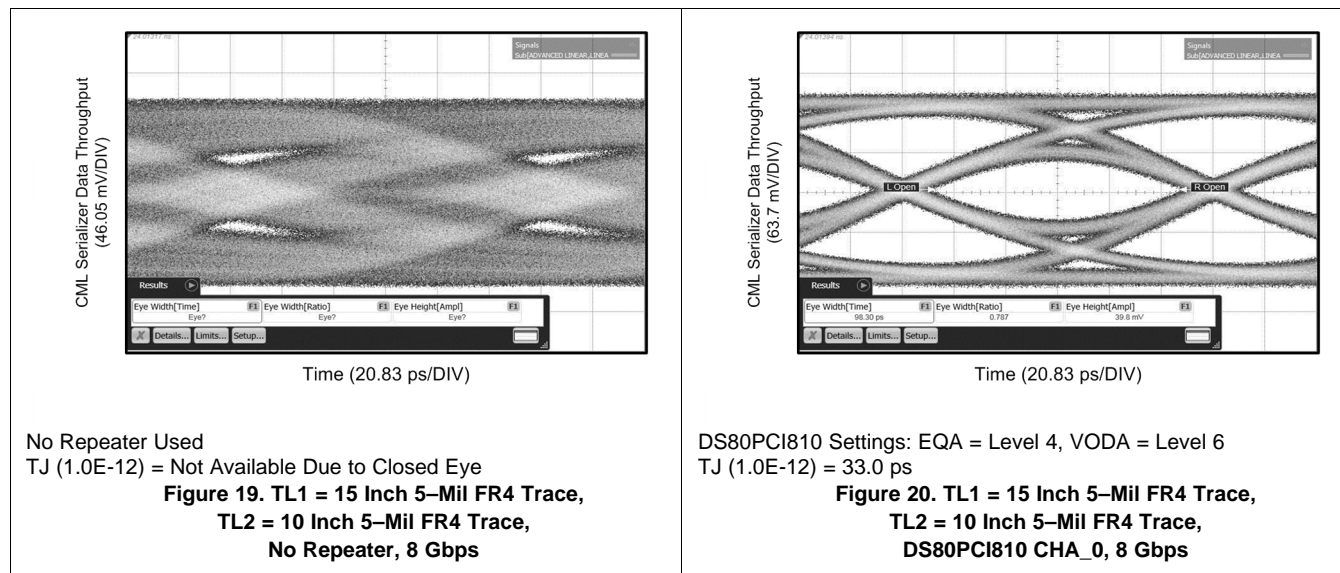 24.01317 ns
Signals
Sub[ADVANCED LINEAR,LINEA
CML Serializer Data Throughput
(46.05 mV/DIV)
Results
Eye Width[Time] F1 Eye Width[Ratio] F1 Eye Height[Ampl] F1
Eye? Eye? Eye?
Details... Limits... Setup...
Time (20.83 ps/DIV)
No Repeater Used
TJ (1.0E-12) = Not Available Due to Closed Eye
Figure 19. TL1 = 15 Inch 5–Mil FR4 Trace,
TL2 = 10 Inch 5–Mil FR4 Trace,
No Repeater, 8 Gbps
24.01394 ns
Signals
Sub[ADVANCED LINEAR,LINEA
CML Serializer Data Throughput
(63.7 mV/DIV)
L Open R Open
Results
Eye Width[Time] F1 Eye Width[Ratio] F1 Eye Height[Ampl] F1
98.30 ps 0.787 39.8 mV
Details... Limits... Setup...
Time (20.83 ps/DIV)
DS80PCI810 Settings: EQA = Level 4, VODA = Level 6
TJ (1.0E-12) = 33.0 ps
Figure 20. TL1 = 15 Inch 5–Mil FR4 Trace,
TL2 = 10 Inch 5–Mil FR4 Trace,
DS80PCI810 CHA_0, 8 Gbps